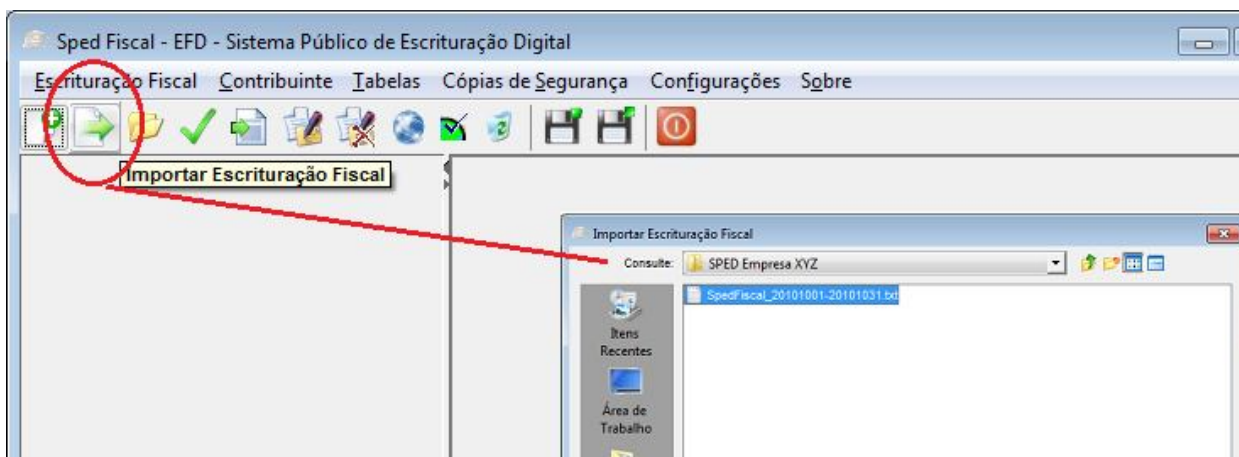 Sped Fiscal - EFD - Sistema Público de Escrituração Digital
Escrituração Fiscal Contribuinte Tabelas Cópias de Segurança Configurações Sobre
Importar Escrituração Fiscal
Importar Escrituração Fiscal
Consulte: SPED Empresa XYZ
SpedFiscal_20101001-20101031.txt
Itens
Recentes
Área de
Trabalho